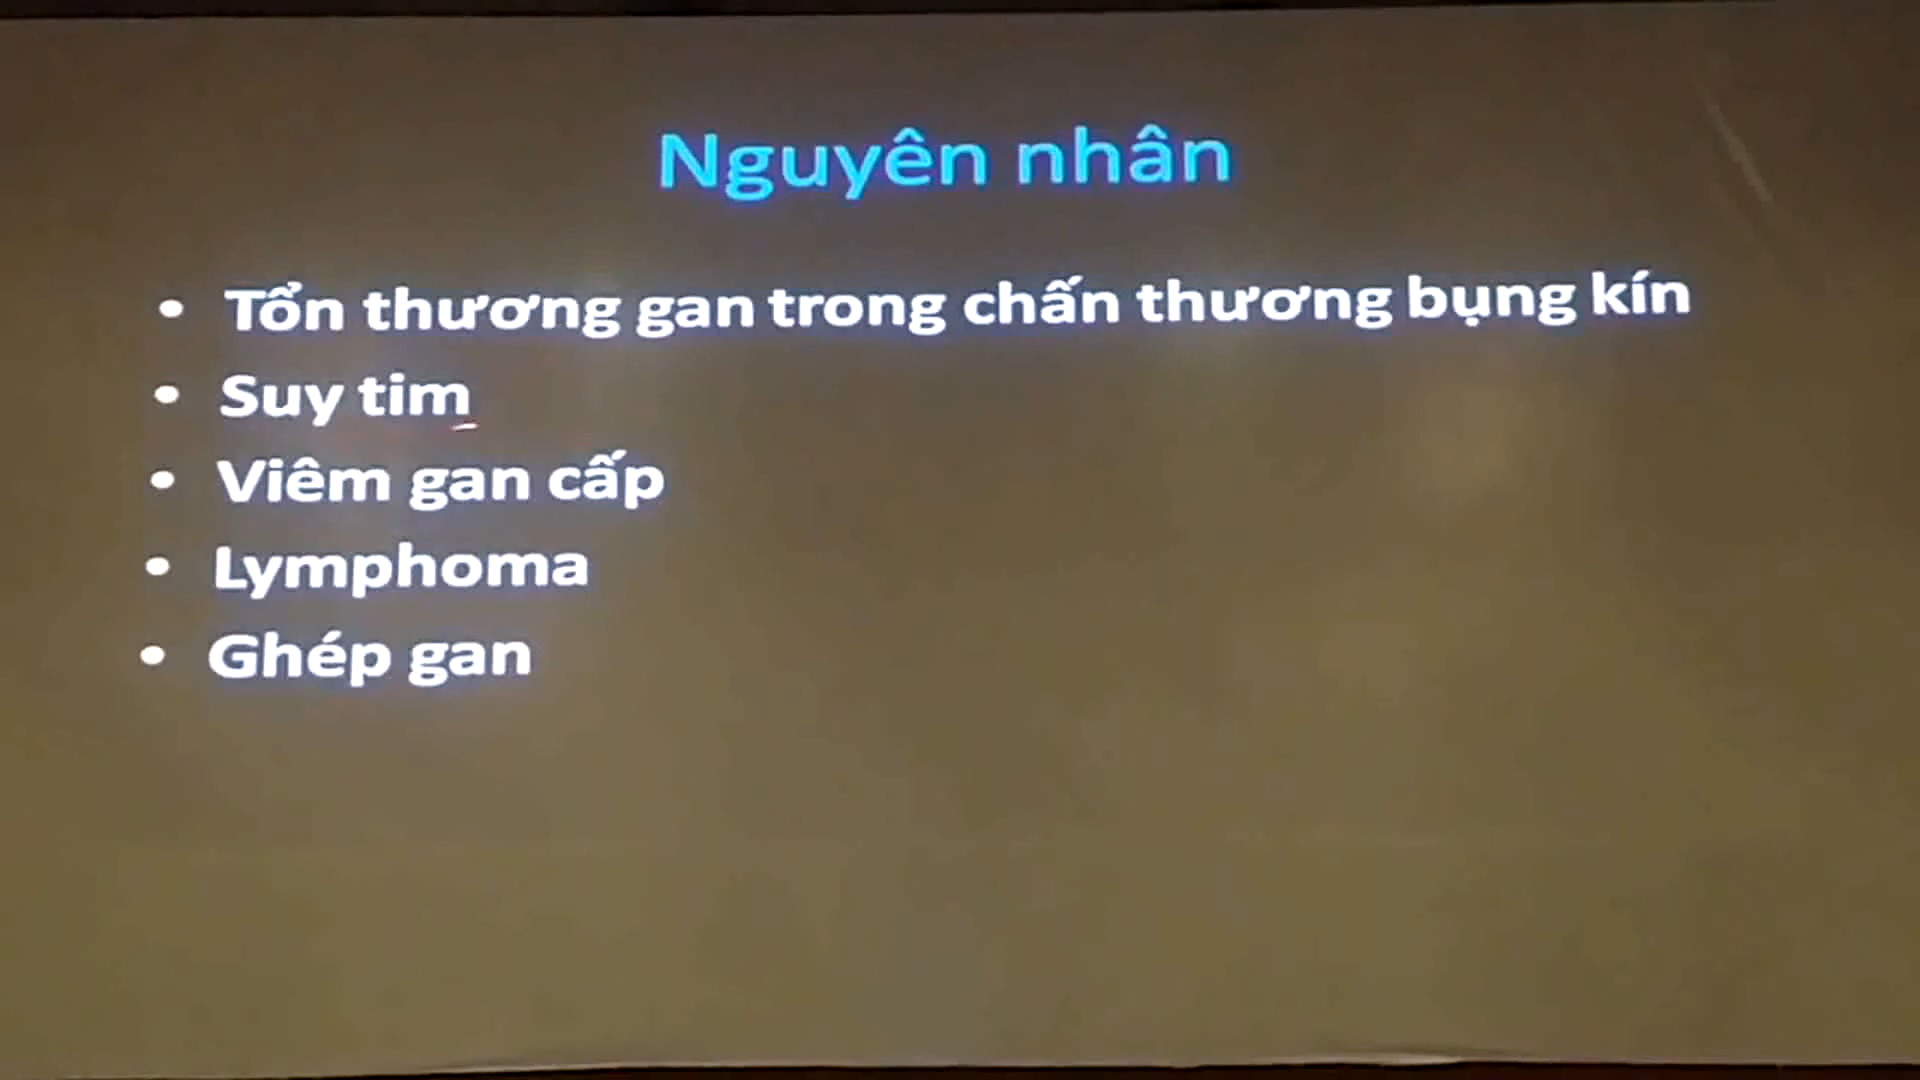 Nguyên nhân
• Tổn thương gan trong chấn thương bụng kín
• Suy tim
• Viêm gan cấp
• Lymphoma
• Ghép gan